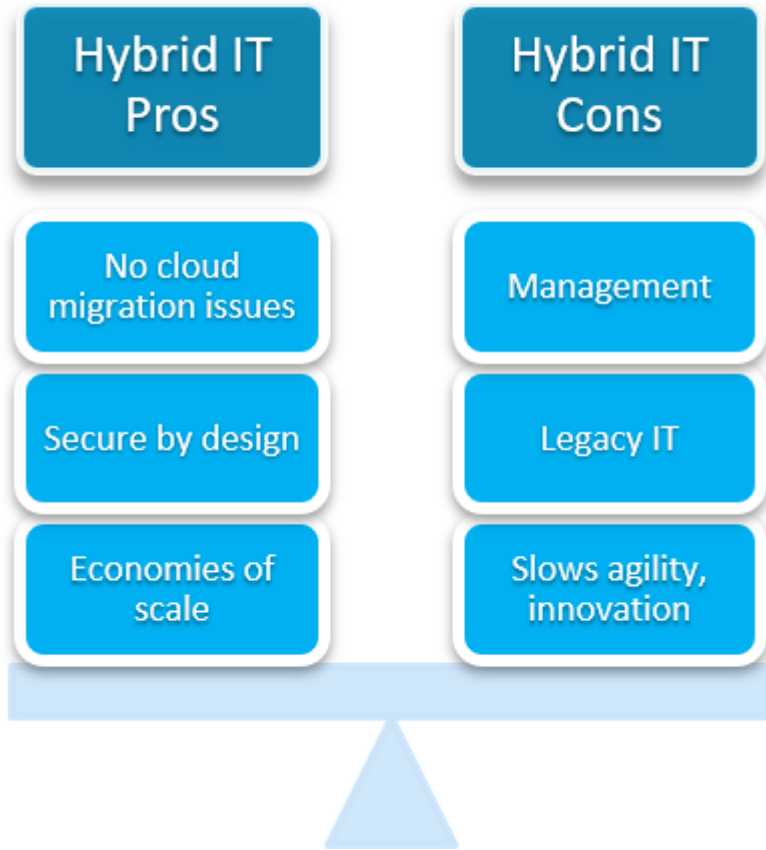 Hybrid IT
Pros
No cloud
migration issues
Secure by design
Economies of
scale
Hybrid IT
Cons
Management
Legacy IT
Slows agility,
innovation